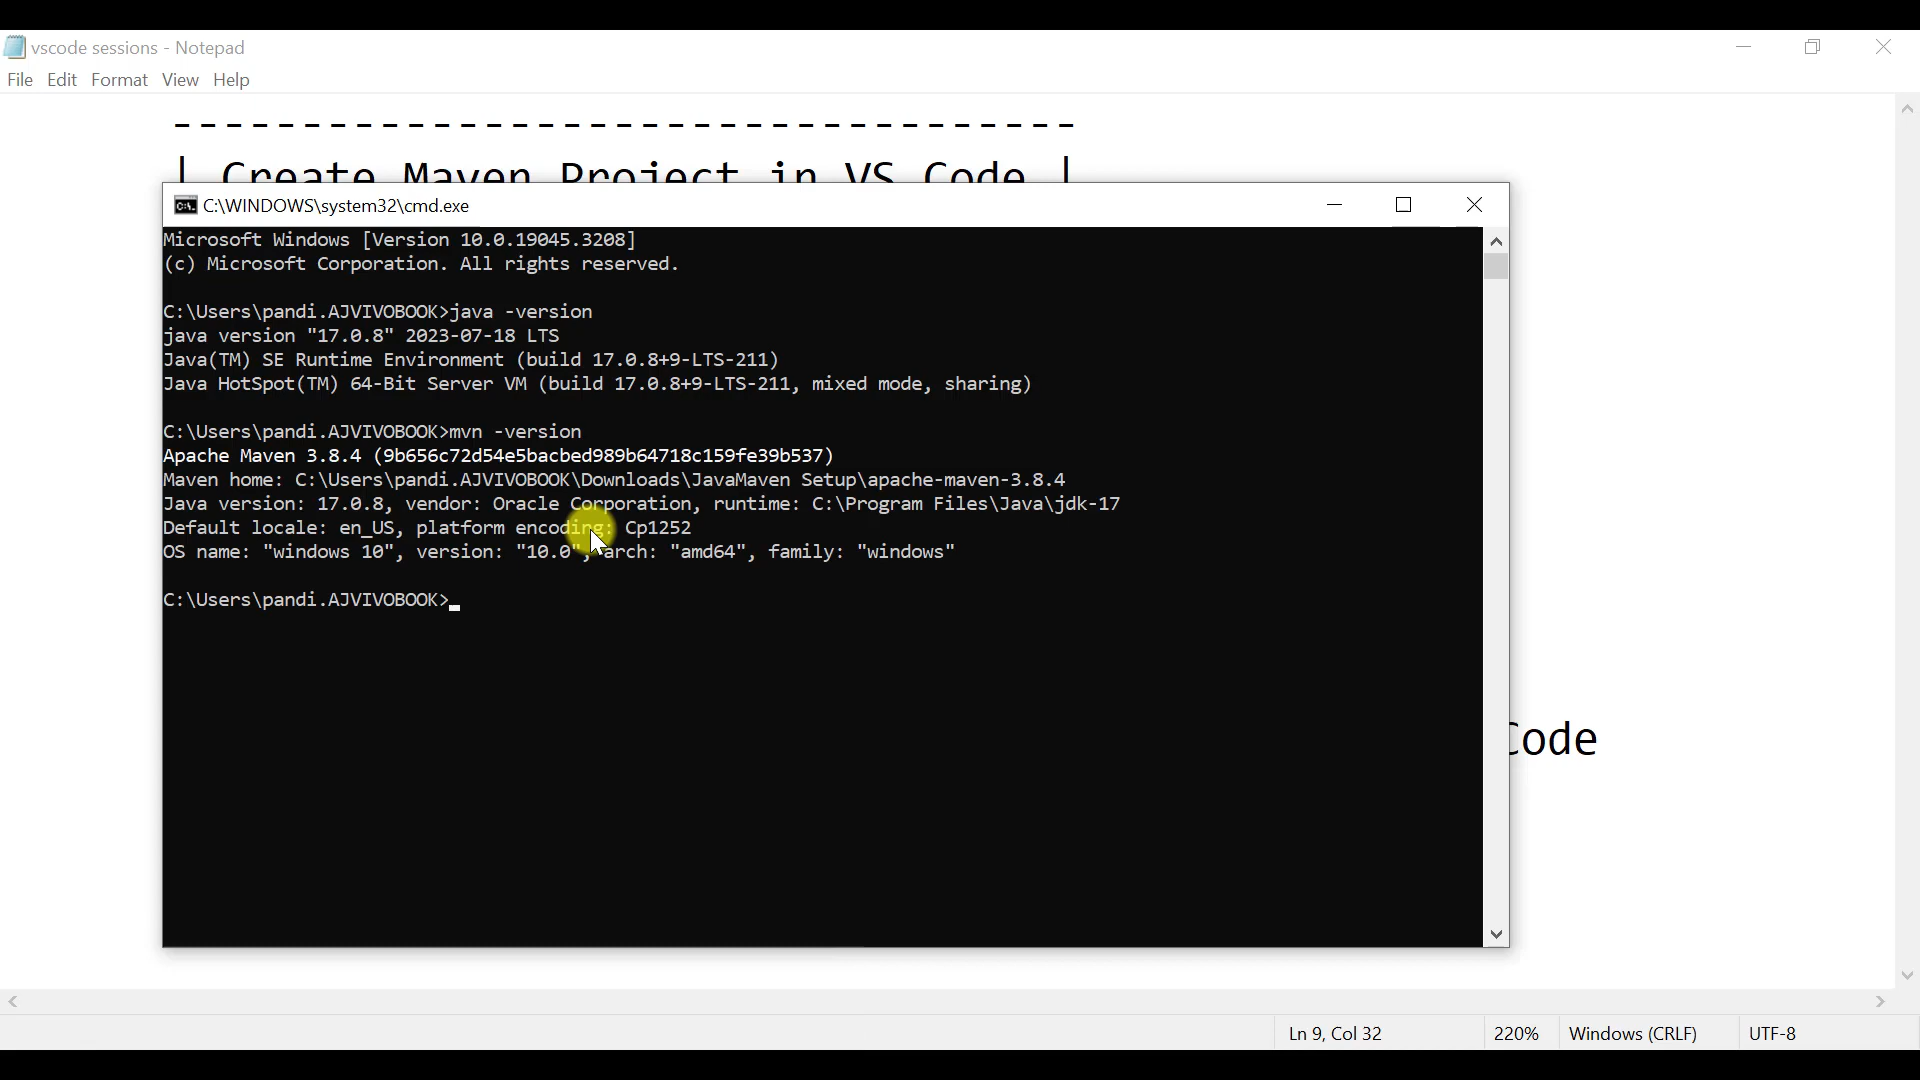 vscode sessions - Notepad
File Edit Format View Help
-----------------------------------
| Create Maven Project in VS Code |
C:\WINDOWS\system32\cmd.exe
Microsoft Windows [Version 10.0.19045.3208]
(c) Microsoft Corporation. All rights reserved.
C:\Users\pandi.AJVIVOBOOK>java -version
java version "17.0.8" 2023-07-18 LTS
Java(TM) SE Runtime Environment (build 17.0.8+9-LTS-211)
Java HotSpot(TM) 64-Bit Server VM (build 17.0.8+9-LTS-211, mixed mode, sharing)
C:\Users\pandi.AJVIVOBOOK>mvn -version
Apache Maven 3.8.4 (9b656c72d54e5bacbed989b64718c159fe39b537)
Maven home: C:\Users\pandi.AJVIVOBOOK\Downloads\JavaMaven Setup\apache-maven-3.8.4
Java version: 17.0.8, vendor: Oracle Corporation, runtime: C:\Program Files\Java\jdk-17
Default locale: en_US, platform encoding: Cp1252
OS name: "windows 10", version: "10.0", arch: "amd64", family: "windows"
C:\Users\pandi.AJVIVOBOOK>
Code
Ln 9, Col 32 220% Windows (CRLF) UTF-8